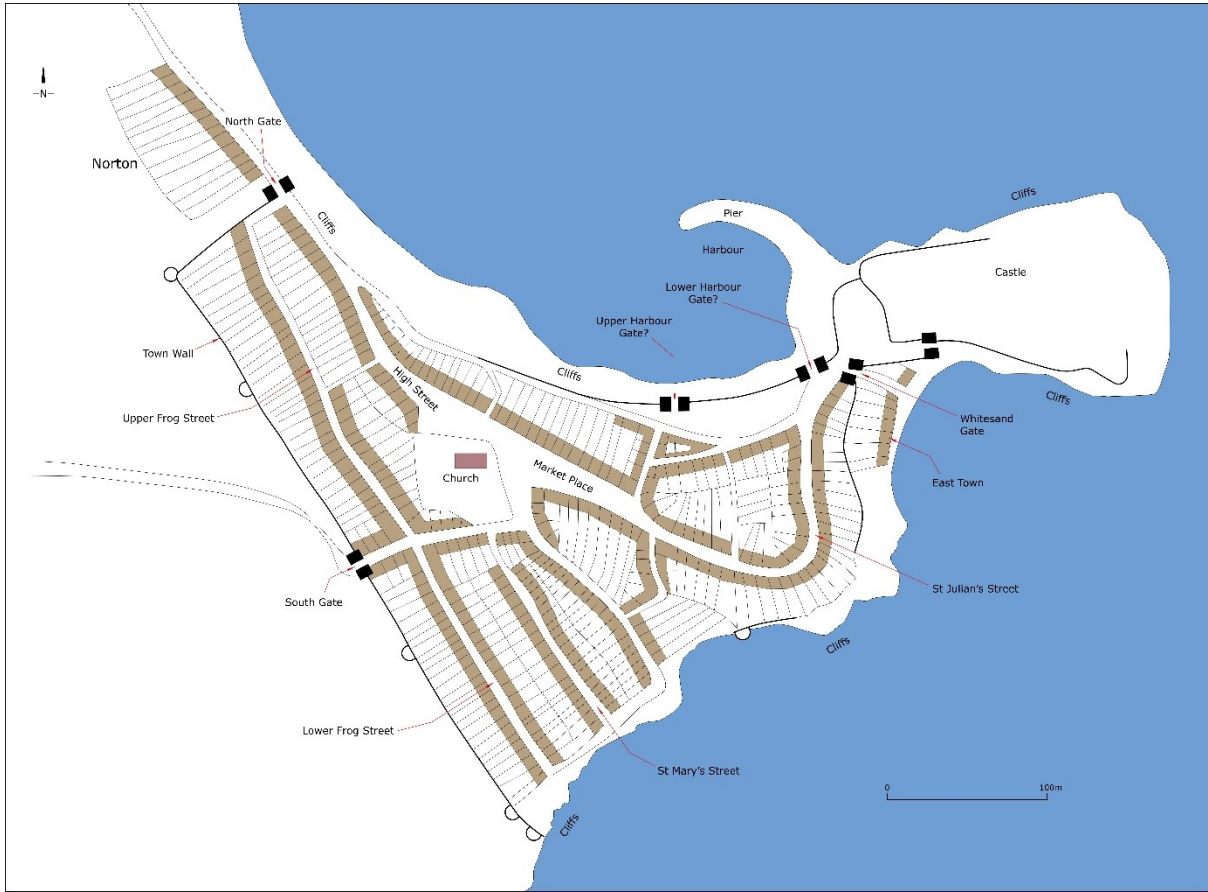 -N-
North Gate
Norton
Cliffs
Cliffs
Pier
Harbour
Castle
Lower Harbour
Gate?
Upper Harbour
Gate?
Town Wall
High Street
Cliffs
Cliffs
Upper Frog Street
Whitesand
Gate
Market Place
Church
East Town
South Gate
St Julian's Street
Cliffs
Lower Frog Street
St Mary's Street
0
100m
Cliffs